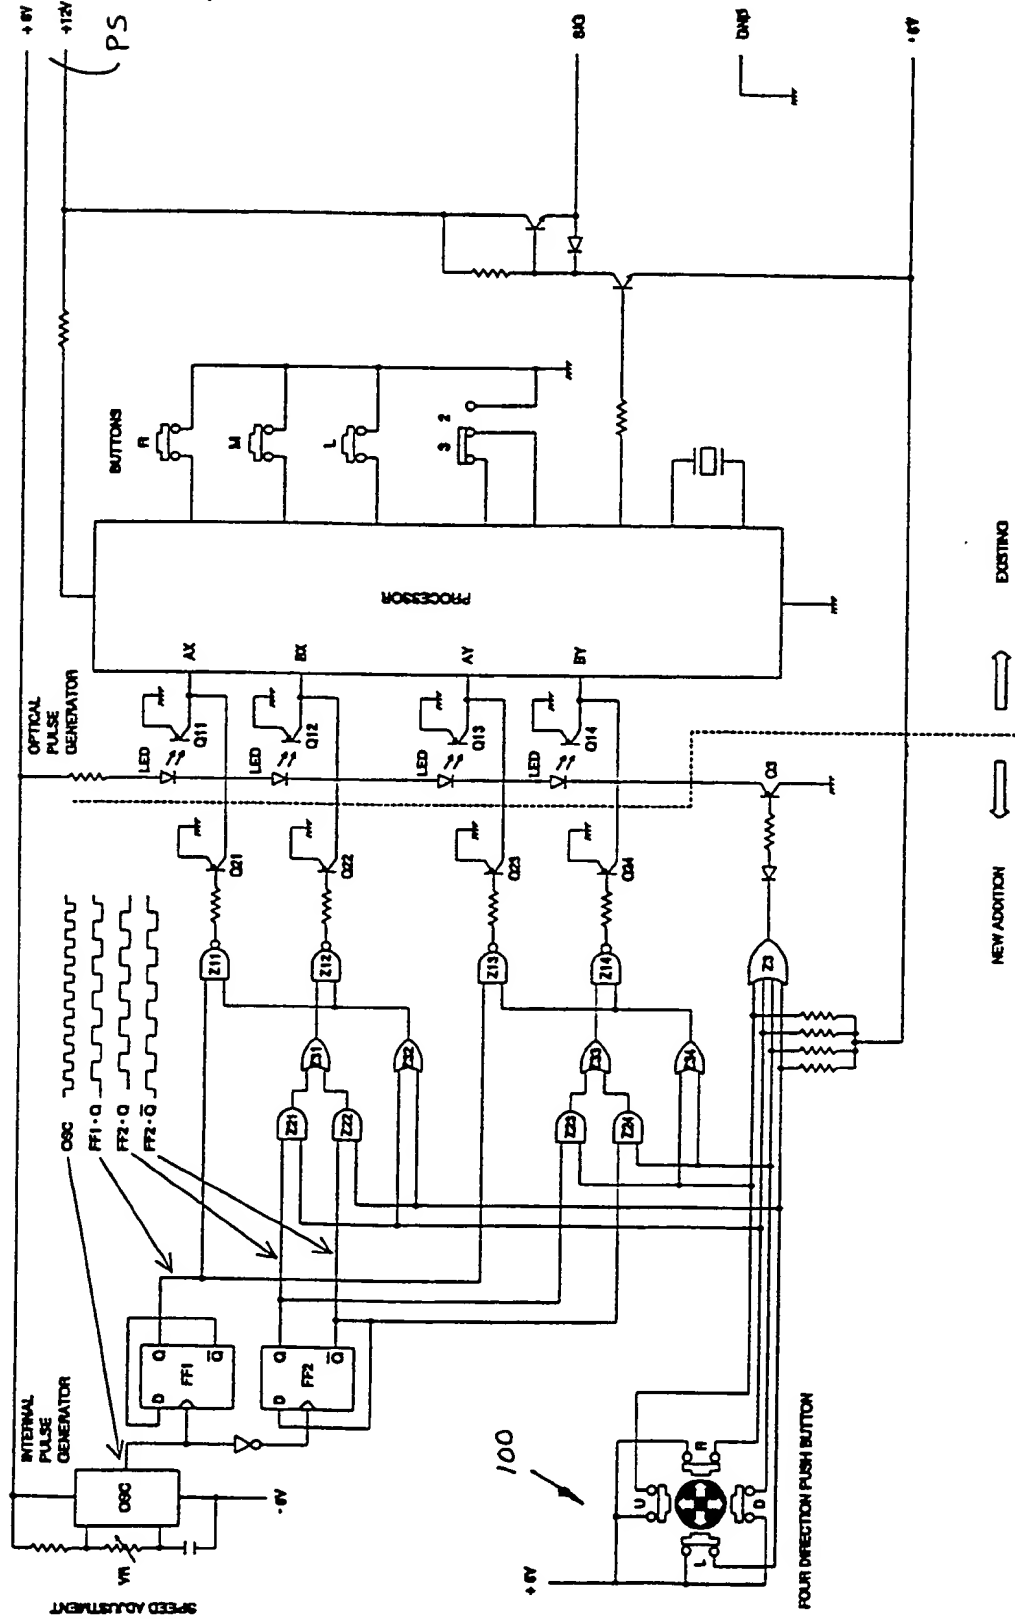 + 6V
+12V
PS
SIG
GND
- 6V
BUTTONS
R
M
L
3
2
PROCESSOR
AX
BX
AY
BY
OPTICAL
PULSE
GENERATOR
LED
Q11
LED
Q12
LED
Q13
LED
Q14
Q3
EXISTING
NEW ADDITION
Q21
Q22
Q23
Q24
Z11
Z12
Z13
Z14
Z3
Z31
Z32
Z33
Z34
Z21
Z22
Z23
Z24
OSC
FF1 - Q
FF2 - Q
FF2 - Q̅
INTERNAL
PULSE
GENERATOR
D
Q
FF1
Q̅
D
Q
FF2
Q̅
OSC
- 6V
VR
SPEED ADJUSTMENT
100
+ 6V
U
R
L
D
FOUR DIRECTION PUSH BUTTON